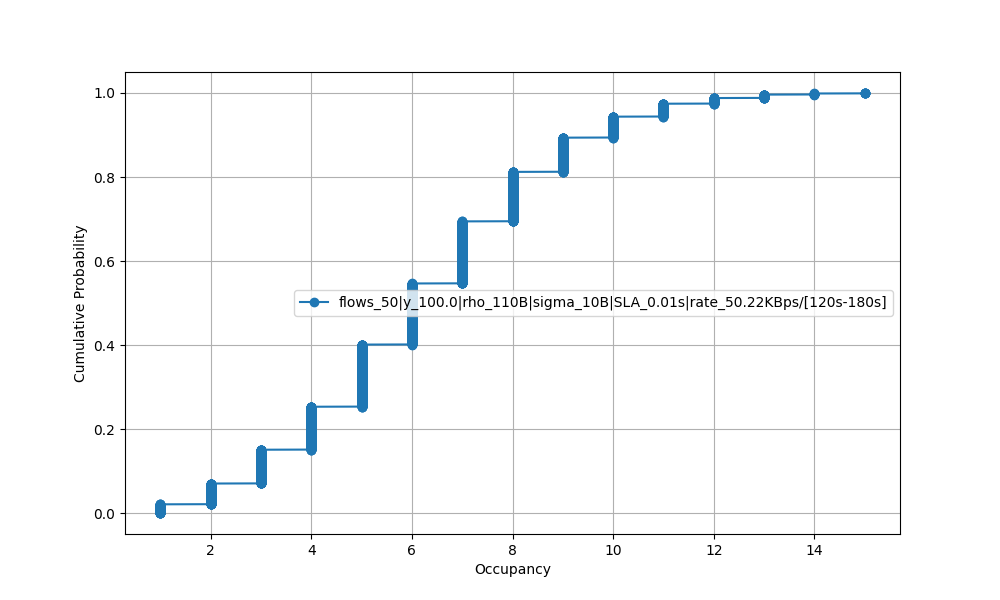 1.0
0.8
0.6
0.4
0.2
0.0
Cumulative Probability
flows_50|y_100.0|rho_110B|sigma_10B|SLA_0.01s|rate_50.22KBps/[120s-180s]
2 4 6 8 10 12 14
Occupancy